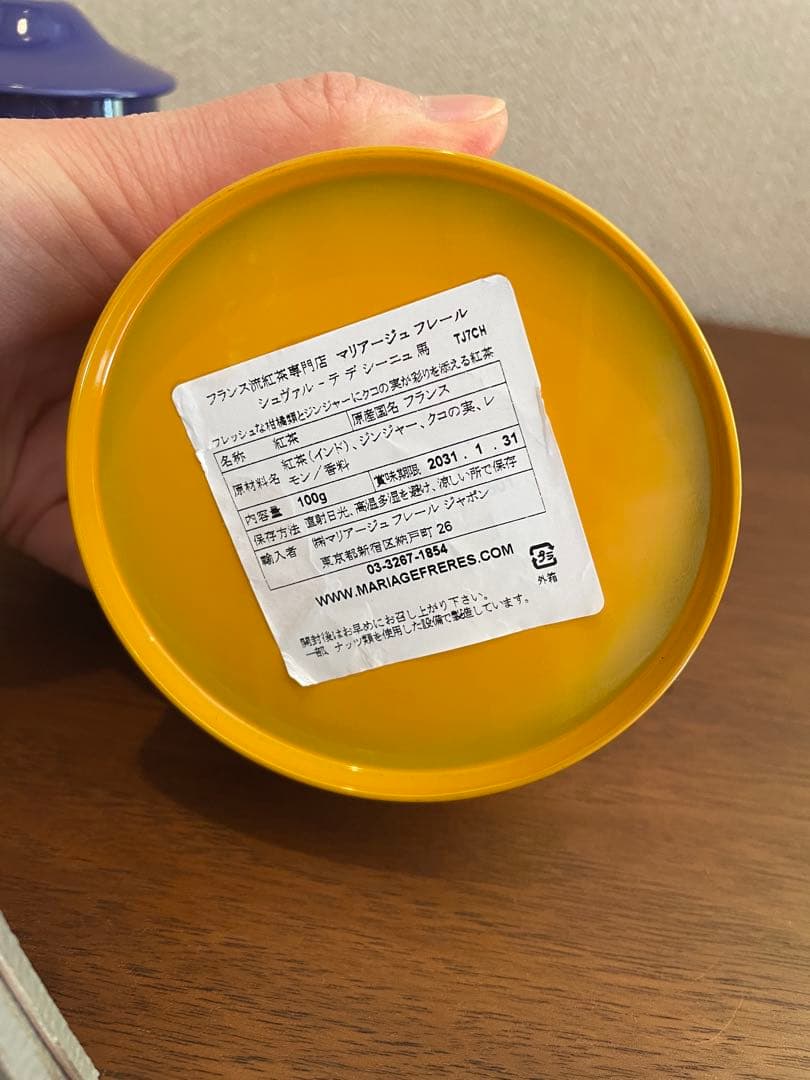 フランス流紅茶専門店 マリアージュ フレール
シュヴァル - テ デ シーニュ 馬 TJ7CH
フレッシュな柑橘類とジンジャーにクコの実が彩りを添える紅茶
名称 紅茶 原産国名 フランス
原材料名 紅茶(インド)、ジンジャー、クコの実、レ
モン/香料
内容量 100g 賞味期限 2031 . 1 . 31
保存方法 直射日光、高温多湿を避け、涼しい所で保存
輸入者 ㈱マリアージュ フレール ジャポン
東京都新宿区納戸町 26
03-3267-1854
WWW.MARIAGEFRERES.COM
プラ
外箱
開封後はお早めにお召し上がり下さい。
一部、ナッツ類を使用した設備で製造しています。